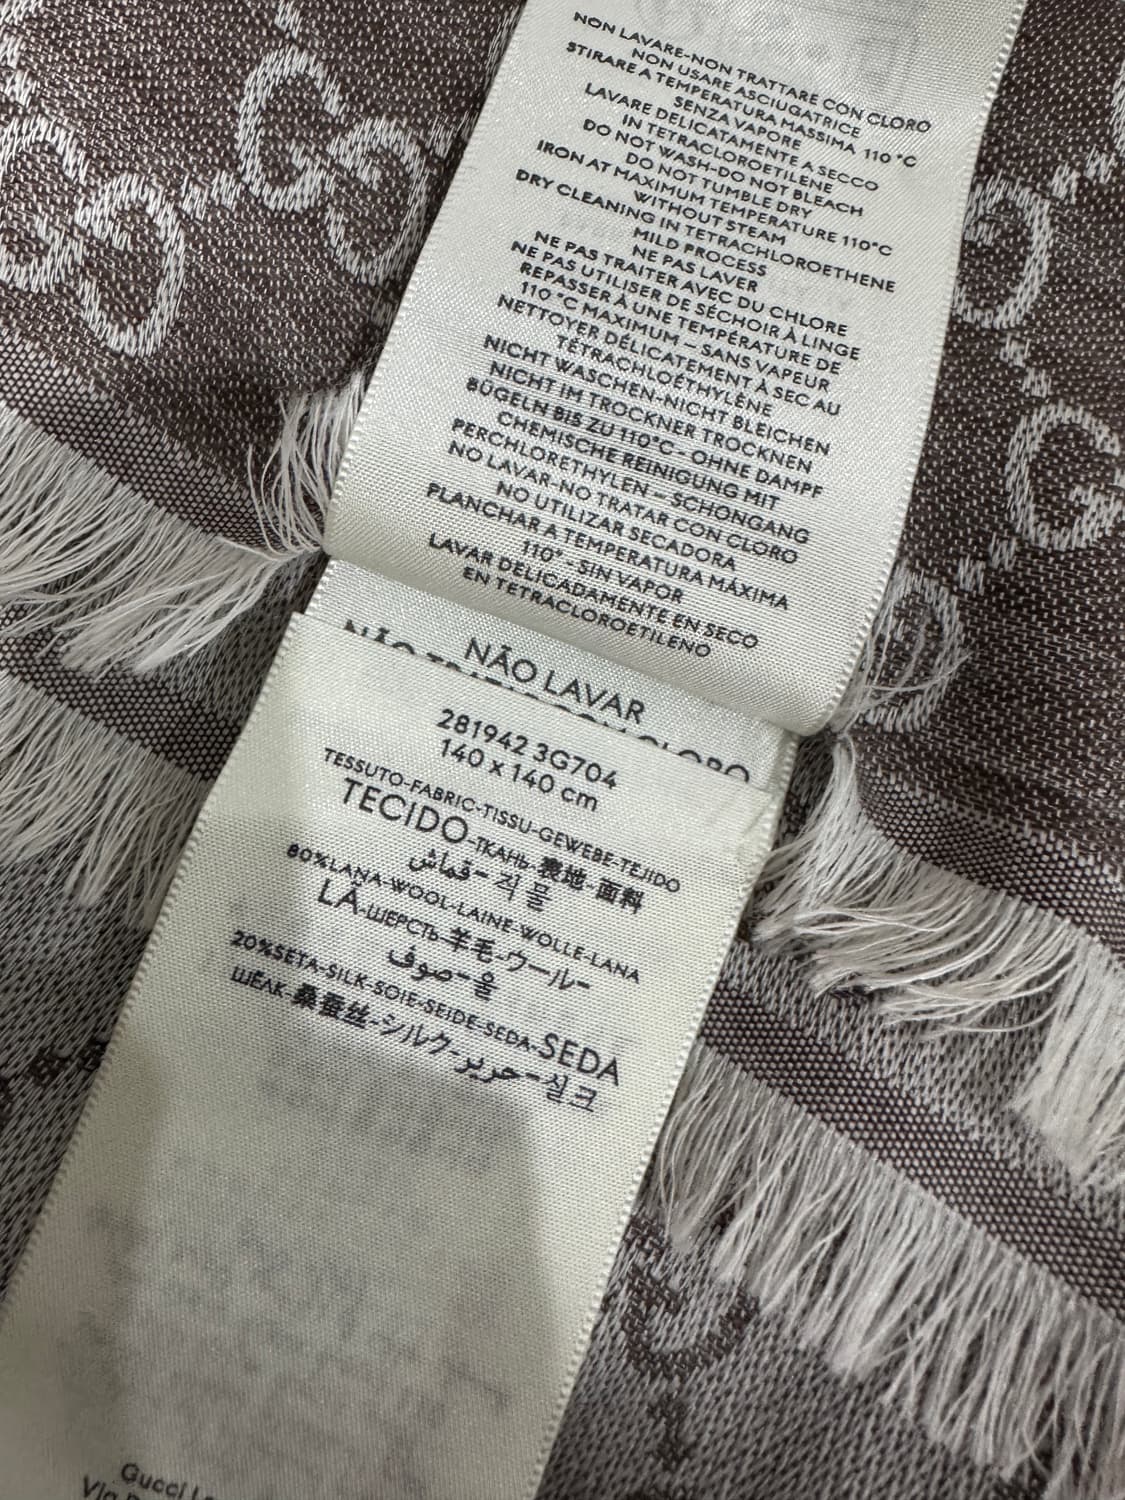 NON LAVARE-NON TRATTARE CON CLORO
NON USARE ASCIUGATRICE
STIRARE A TEMPERATURA MASSIMA 110 °C
SENZA VAPORE
LAVARE DELICATAMENTE A SECCO
IN TETRACLOROETILENE
DO NOT WASH-DO NOT BLEACH
DO NOT TUMBLE DRY
IRON AT MAXIMUM TEMPERATURE 110°C
WITHOUT STEAM
DRY CLEANING IN TETRACHLOROETHENE
MILD PROCESS
NE PAS LAVER
NE PAS TRAITER AVEC DU CHLORE
NE PAS UTILISER DE SÉCHOIR À LINGE
REPASSER À UNE TEMPÉRATURE DE
110 °C MAXIMUM – SANS VAPEUR
NETTOYER DÉLICATEMENT À SEC AU
TÉTRACHLOÉTHYLÈNE
NICHT WASCHEN-NICHT BLEICHEN
NICHT IM TROCKNER TROCKNEN
BÜGELN BIS ZU 110°C - OHNE DAMPF
CHEMISCHE REINIGUNG MIT
PERCHLORETHYLEN – SCHONGANG
NO LAVAR-NO TRATAR CON CLORO
NO UTILIZAR SECADORA
PLANCHAR A TEMPERATURA MÁXIMA
110° - SIN VAPOR
LAVAR DELICADAMENTE EN SECO
EN TETRACLOROETILENO
NÃO LAVAR
281942 3G704
140 x 140 cm
TESSUTO-FABRIC-TISSU-GEWEBE-TEJIDO
TECIDO-ТКАНЬ-表地-面料
قماش-직물
80%LANA-WOOL-LAINE-WOLLE-LANA
LÃ-ШЕРСТЬ-羊毛-ウール-
صوف-울
20%SETA-SILK-SOIE-SEIDE-SEDA-SEDA
ШЁЛК-桑蚕丝-シルク-حرير-실크
Gucci